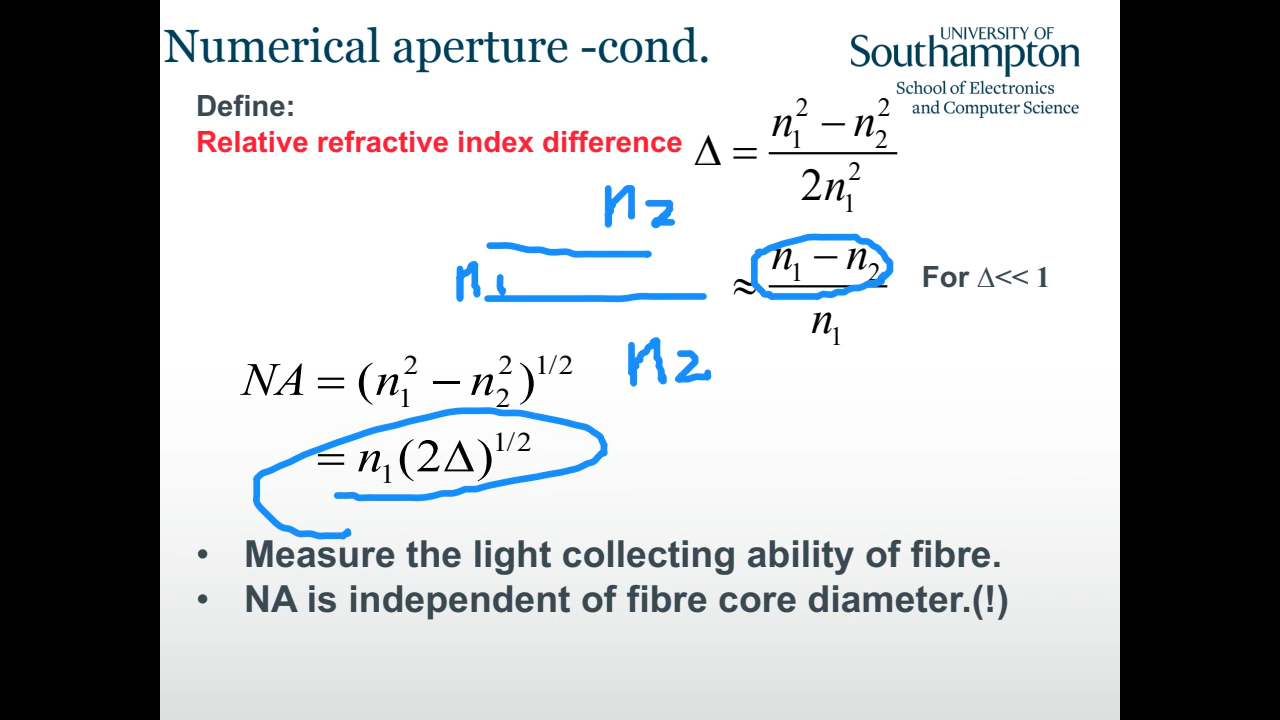 Numerical aperture -cond.
UNIVERSITY OF
Southampton
School of Electronics
and Computer Science
Define:
Relative refractive index difference
Δ = (n₁² − n₂²) / 2n₁²
n₂
n₁
≈ (n₁ − n₂) / n₁
For Δ<< 1
n₂
NA = (n₁² − n₂²)^1/2
= n₁(2Δ)^1/2
• Measure the light collecting ability of fibre.
• NA is independent of fibre core diameter.(!)